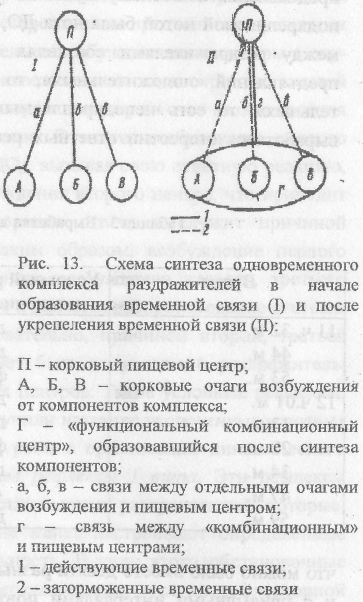 П
П
I
II
а
б
в
а
б
г
в
А
Б
В
А
Б
В
Г
1
2
Рис. 13. Схема синтеза одновременного
комплекса раздражителей в начале
образования временной связи (I) и после
укрепеления временной связи (II):
П – корковый пищевой центр;
А, Б, В – корковые очаги возбуждения
от компонентов комплекса;
Г – «функциональный комбинационный
центр», образовавшийся после синтеза
компонентов;
а, б, в – связи между отдельными очагами
возбуждения и пищевым центром;
г – связь между «комбинационным»
и пищевым центрами;
1 – действующие временные связи;
2 – заторможенные временные связи